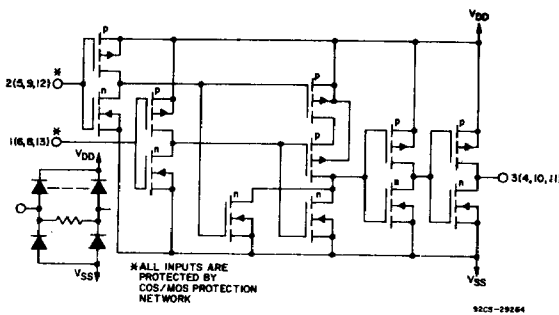 p
VDD
*
2(5,9,12)
n
p
p
*
1(6,8,13)
n
p
p
p
VDD
n
n
n
n
n
3(4,10,11)
VSS
VSS
*ALL INPUTS ARE
PROTECTED BY
COS/MOS PROTECTION
NETWORK
92CS-29264